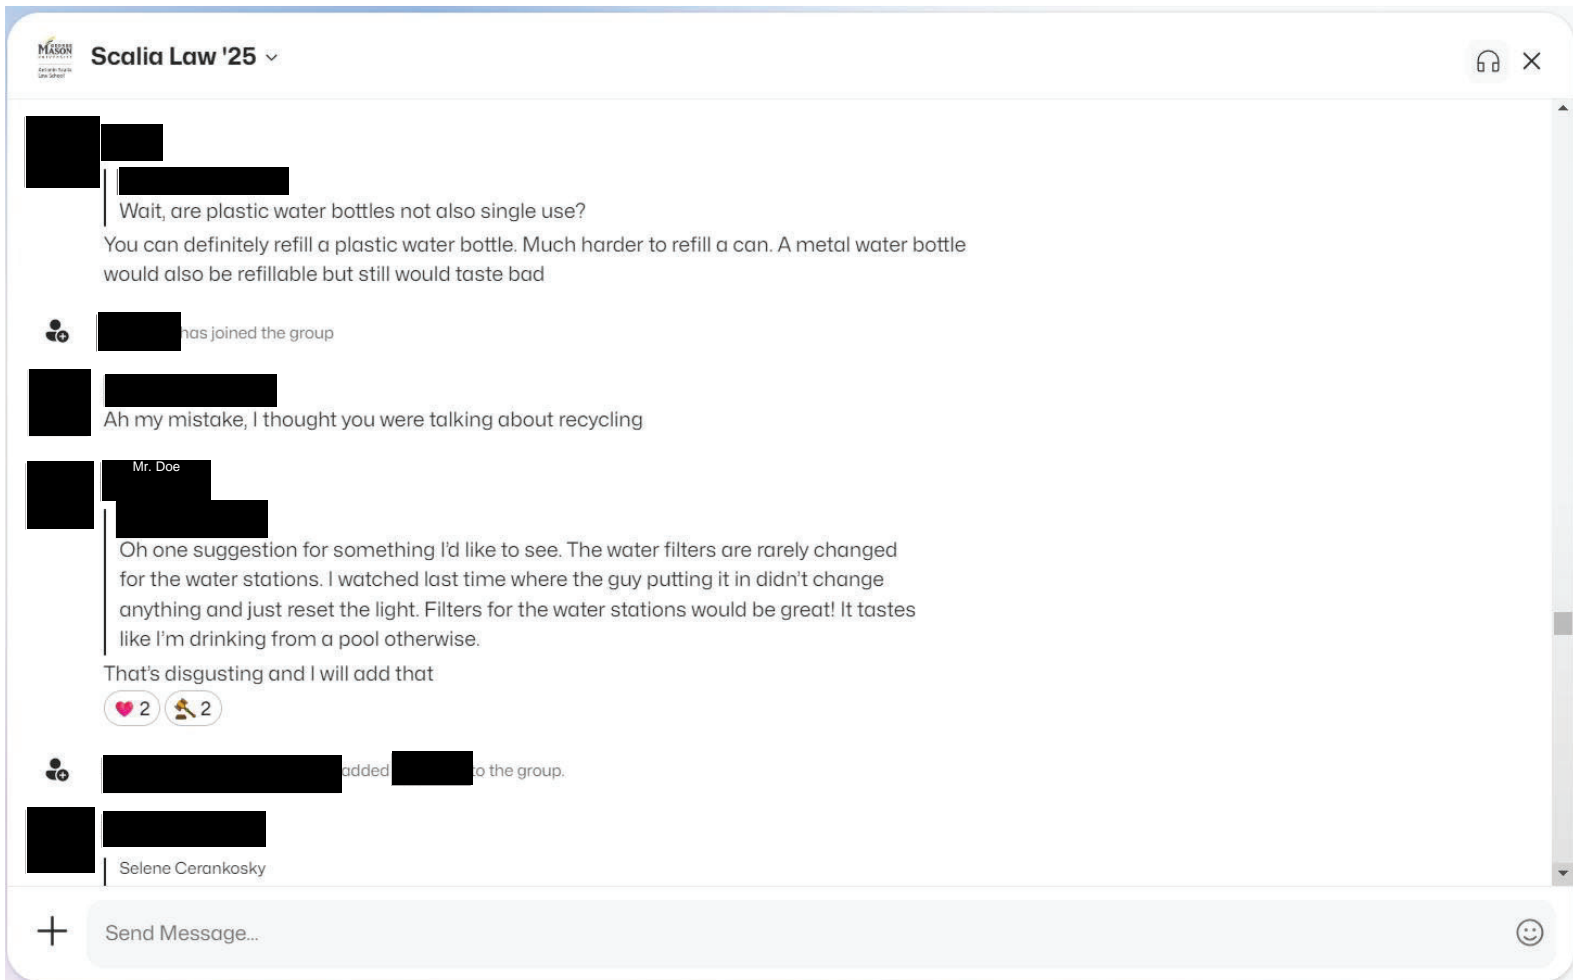 MASON
Scalia Law '25
Wait, are plastic water bottles not also single use?
You can definitely refill a plastic water bottle. Much harder to refill a can. A metal water bottle
would also be refillable but still would taste bad
has joined the group
Ah my mistake, I thought you were talking about recycling
Mr. Doe
Oh one suggestion for something I'd like to see. The water filters are rarely changed
for the water stations. I watched last time where the guy putting it in didn't change
anything and just reset the light. Filters for the water stations would be great! It tastes
like I'm drinking from a pool otherwise.
That's disgusting and I will add that
2 2
added to the group.
Selene Cerankosky
Send Message...